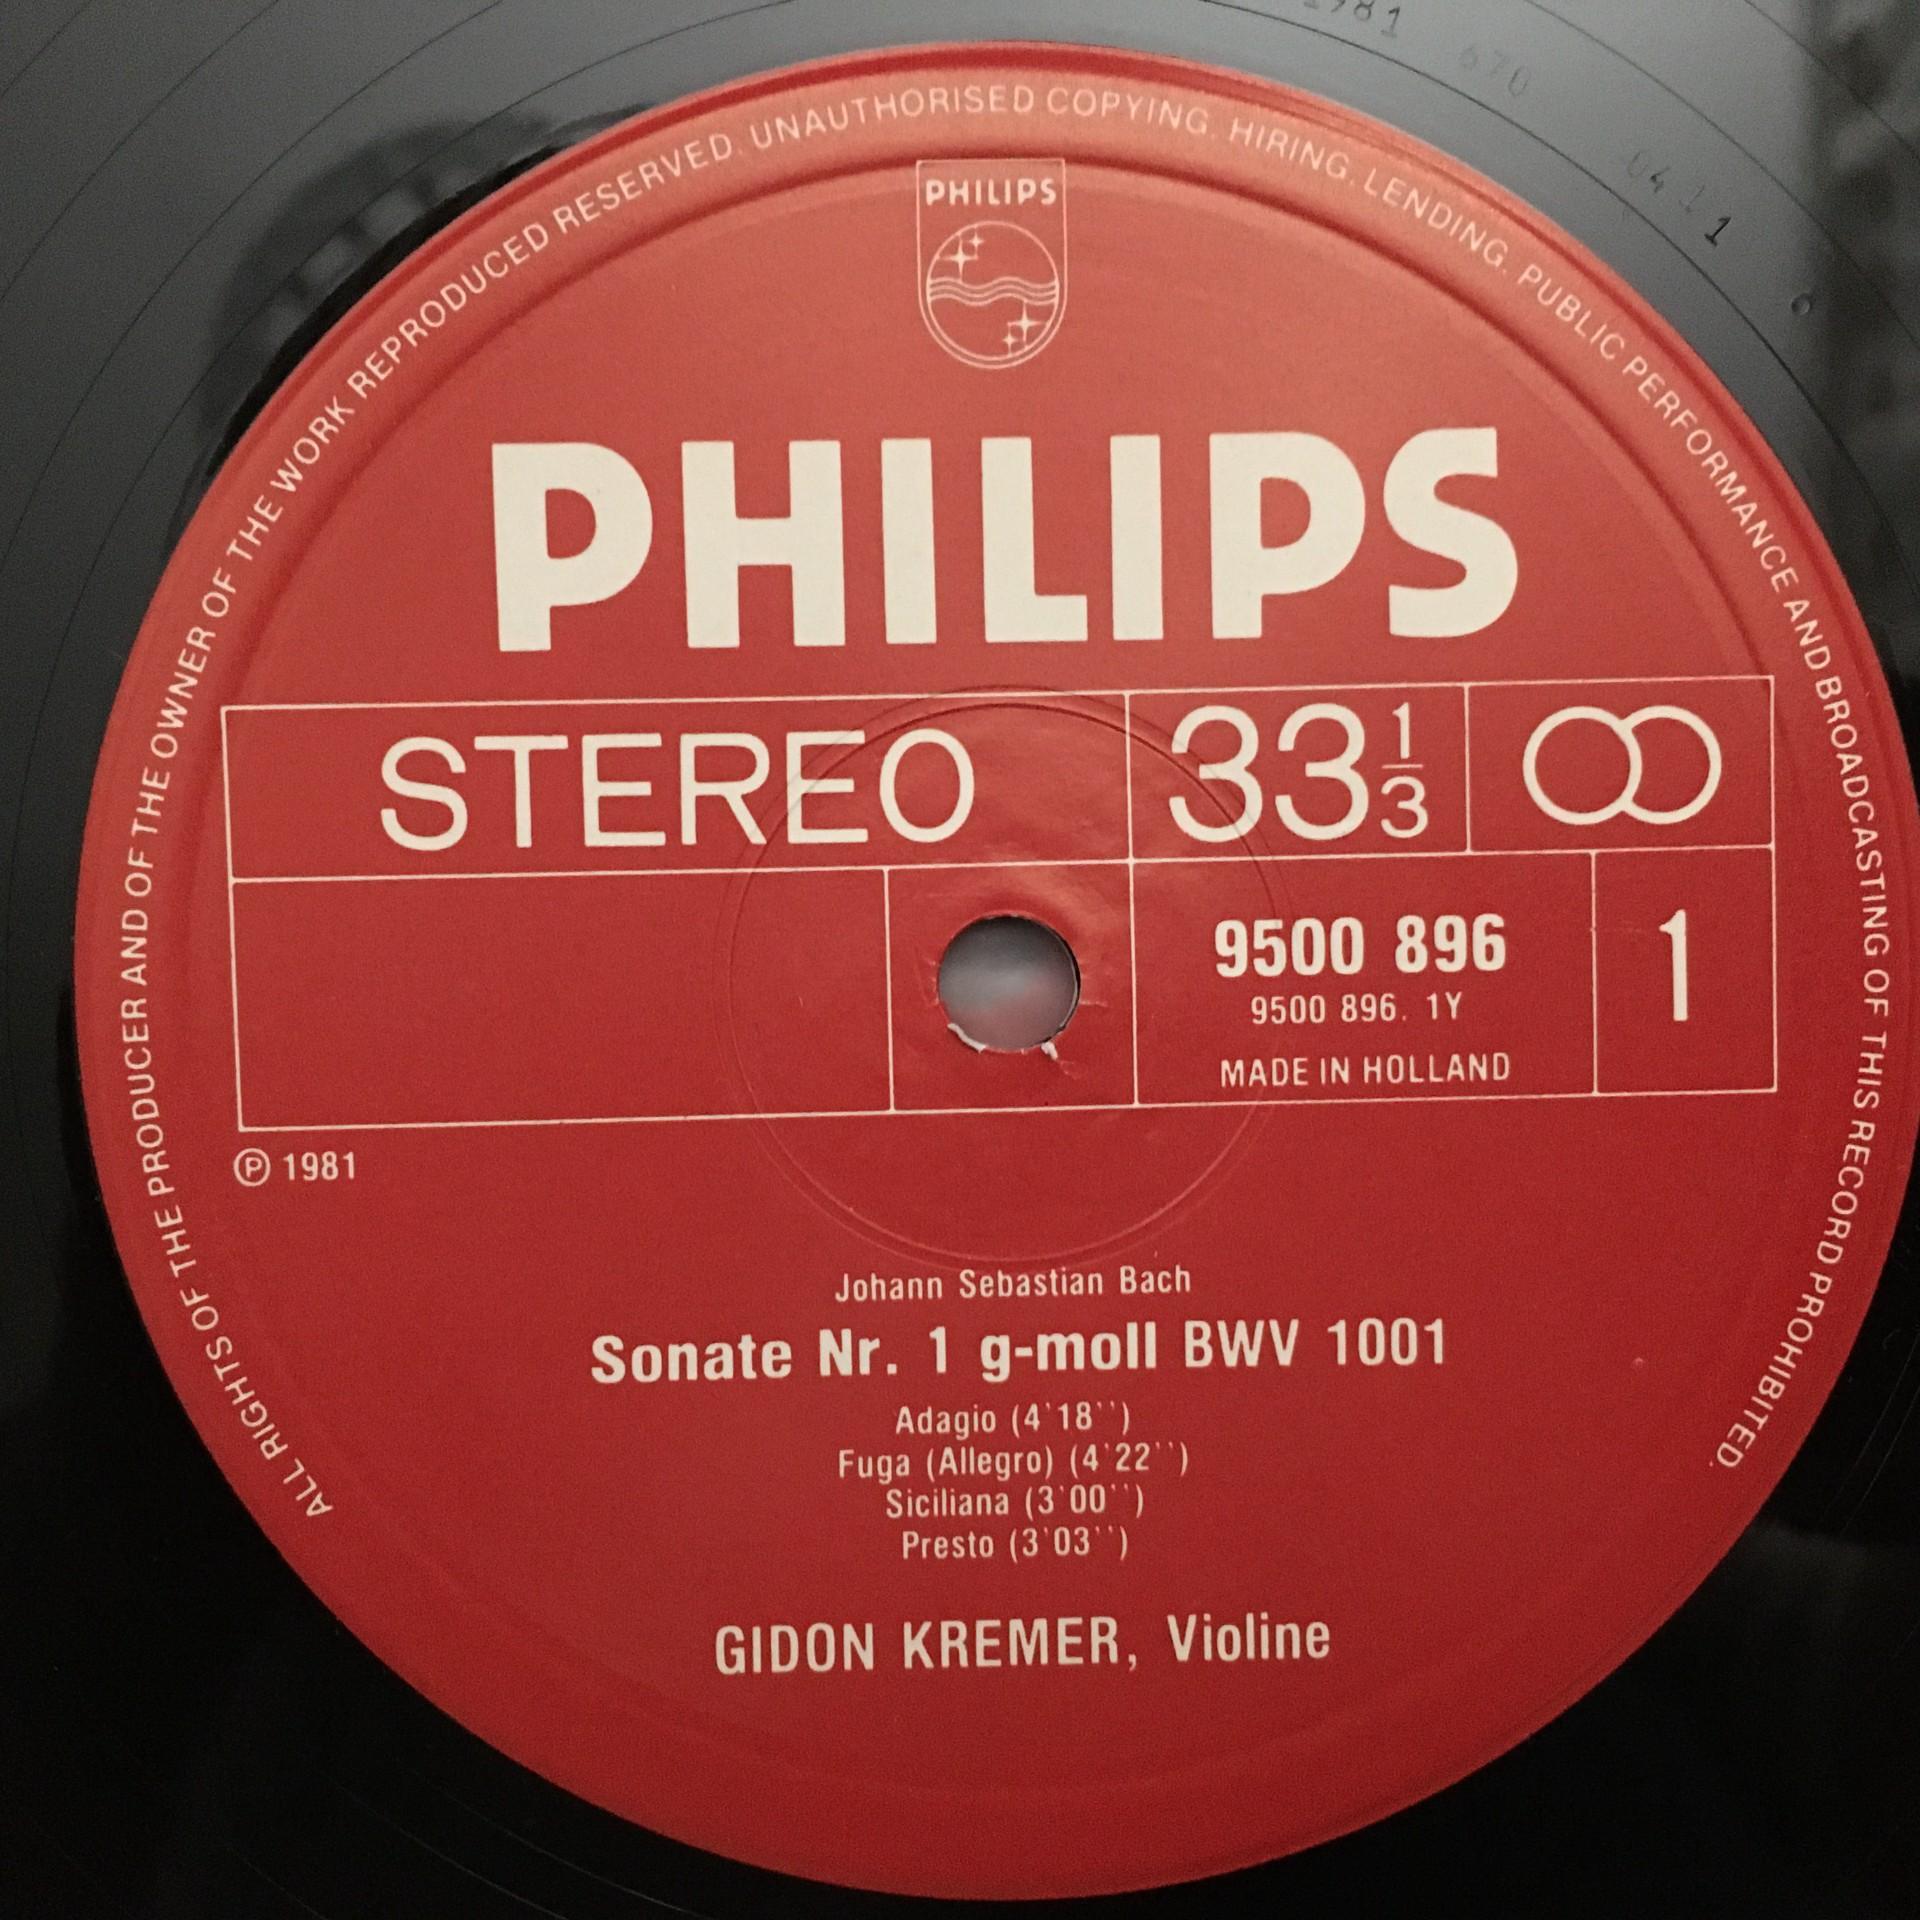 ALL RIGHTS OF THE PRODUCER AND OF THE OWNER OF THE WORK REPRODUCED RESERVED. UNAUTHORISED COPYING. HIRING. LENDING. PUBLIC PERFORMANCE AND BROADCASTING OF THIS RECORD PROHIBITED.
PHILIPS
PHILIPS
STEREO 33 1/3
9500 896 1
9500 896. 1Y
MADE IN HOLLAND
℗ 1981
Johann Sebastian Bach
Sonate Nr. 1 g-moll BWV 1001
Adagio (4'18'')
Fuga (Allegro) (4'22'')
Siciliana (3'00'')
Presto (3'03'')
GIDON KREMER, Violine
670